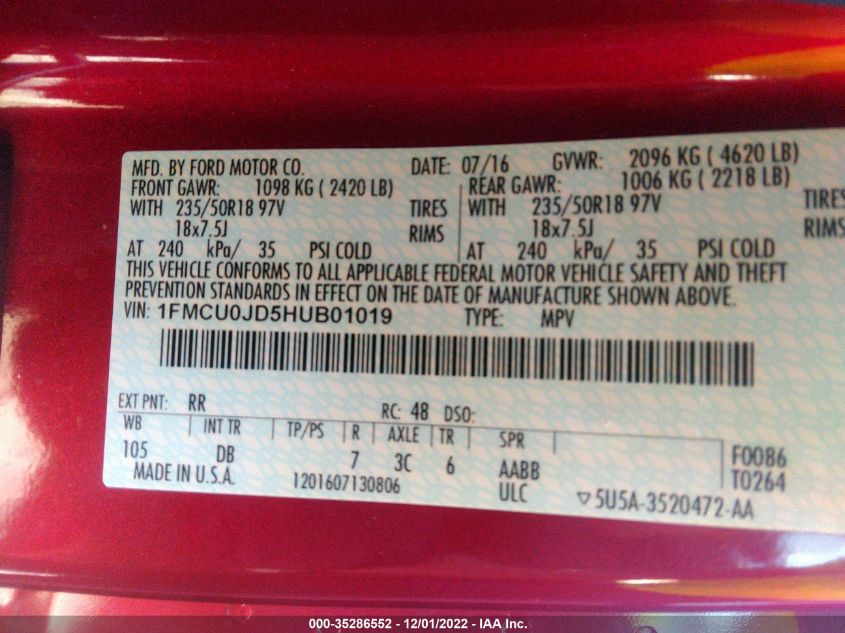 MFD. BY FORD MOTOR CO. DATE: 07/16 GVWR: 2096 KG ( 4620 LB)
FRONT GAWR: 1098 KG ( 2420 LB) REAR GAWR: 1006 KG ( 2218 LB)
WITH 235/50R18 97V TIRES WITH 235/50R18 97V TIRES
18x7.5J RIMS 18x7.5J RIMS
AT 240 kPa/ 35 PSI COLD AT 240 kPa/ 35 PSI COLD
THIS VEHICLE CONFORMS TO ALL APPLICABLE FEDERAL MOTOR VEHICLE SAFETY AND THEFT
PREVENTION STANDARDS IN EFFECT ON THE DATE OF MANUFACTURE SHOWN ABOVE.
VIN: 1FMCU0JD5HUB01019 TYPE: MPV
EXT PNT: RR RC: 48 DSO:
WB INT TR TP/PS R AXLE TR SPR
105 DB 7 3C 6 AABB F0086
MADE IN U.S.A. 1201607130806 ULC T0264
▽5U5A-3520472-AA
000-35286552 - 12/01/2022 - IAA Inc.